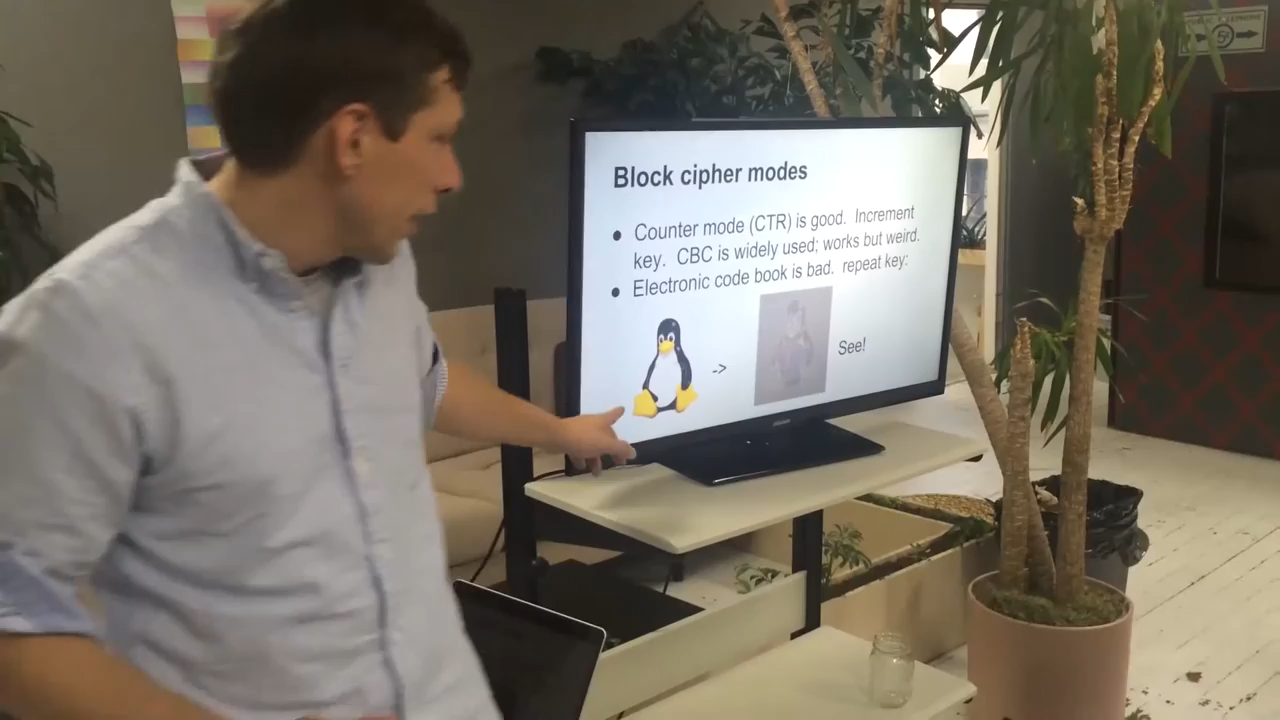 Block cipher modes
● Counter mode (CTR) is good. Increment
key. CBC is widely used; works but weird.
● Electronic code book is bad. repeat key:
->
See!
5¢